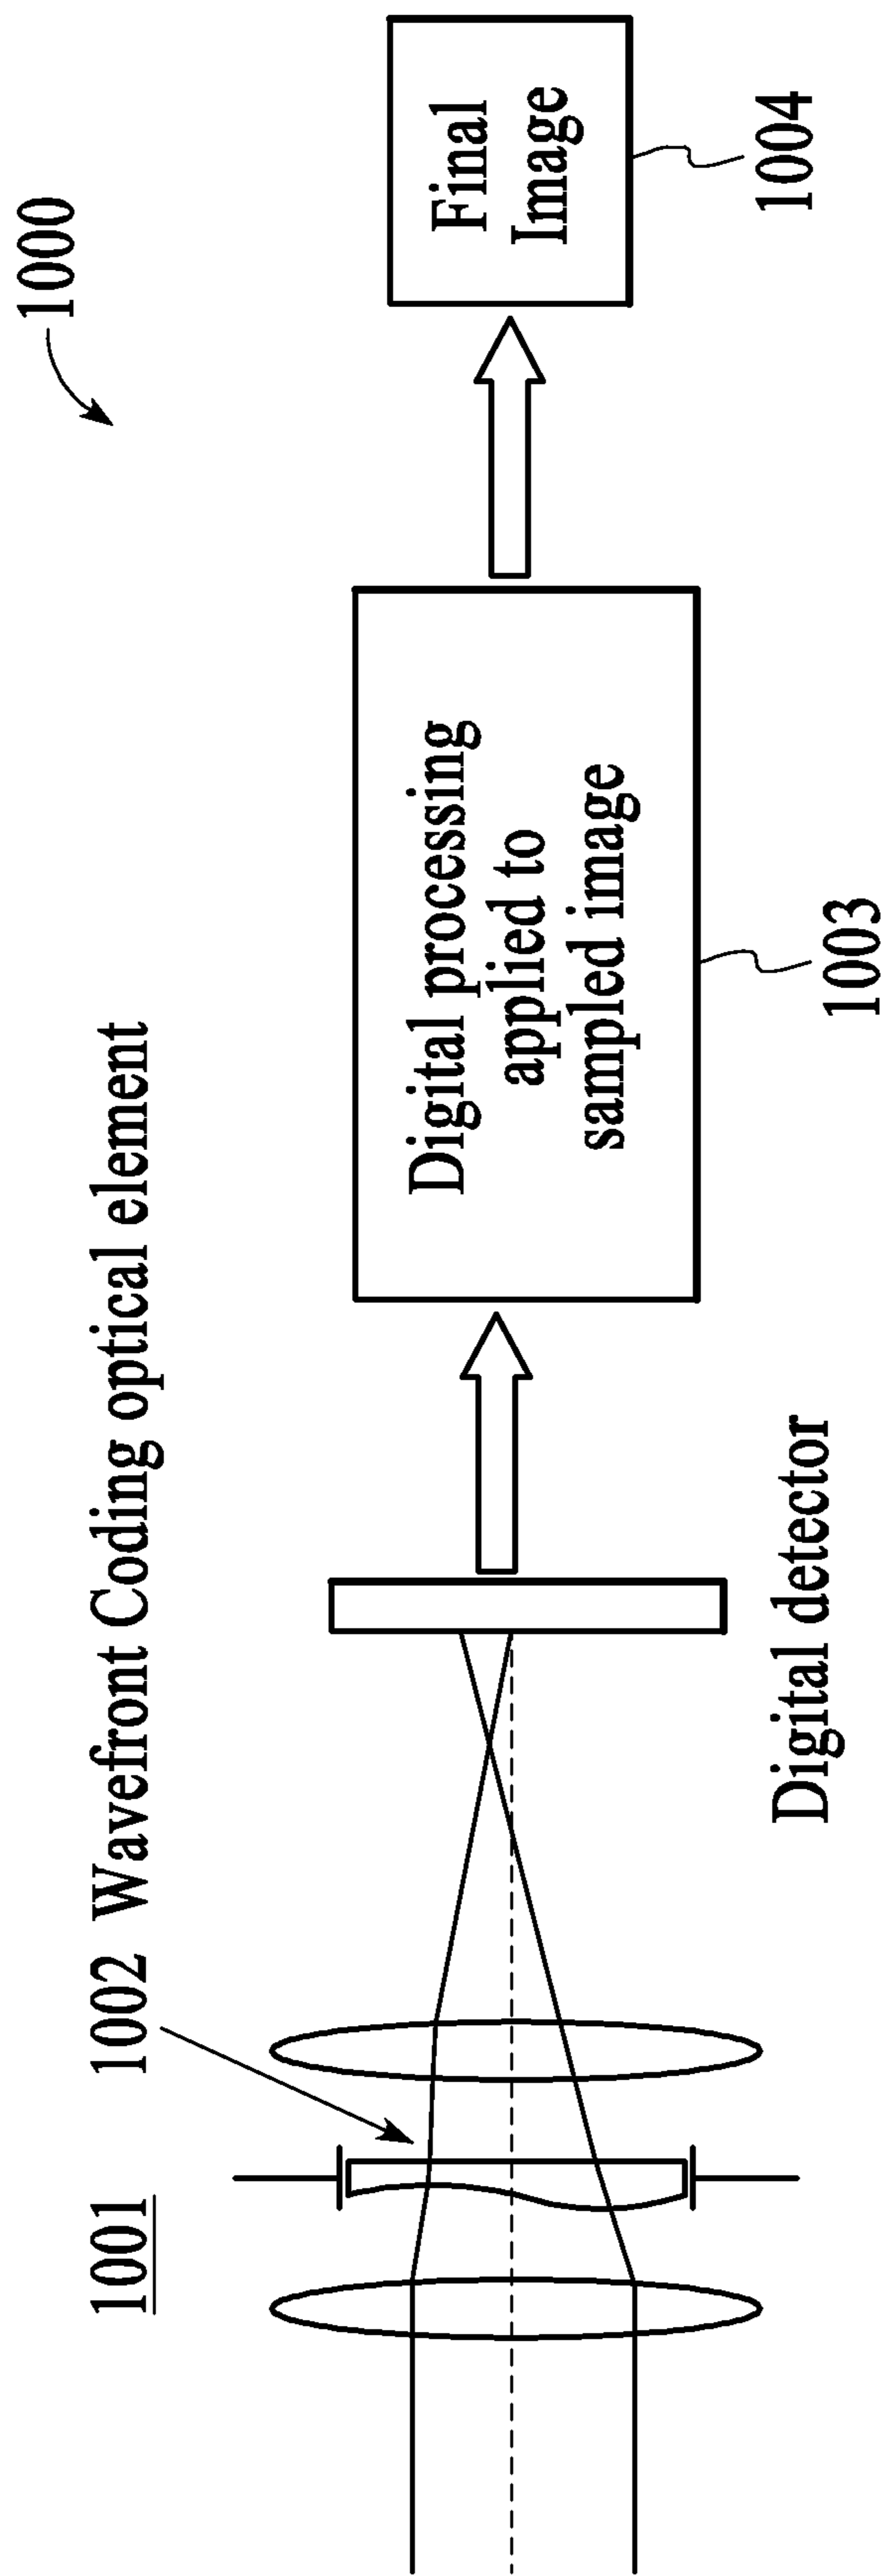 1000
1001
1002 Wavefront Coding optical element
Digital detector
Digital processing
applied to
sampled image
1003
Final
Image
1004